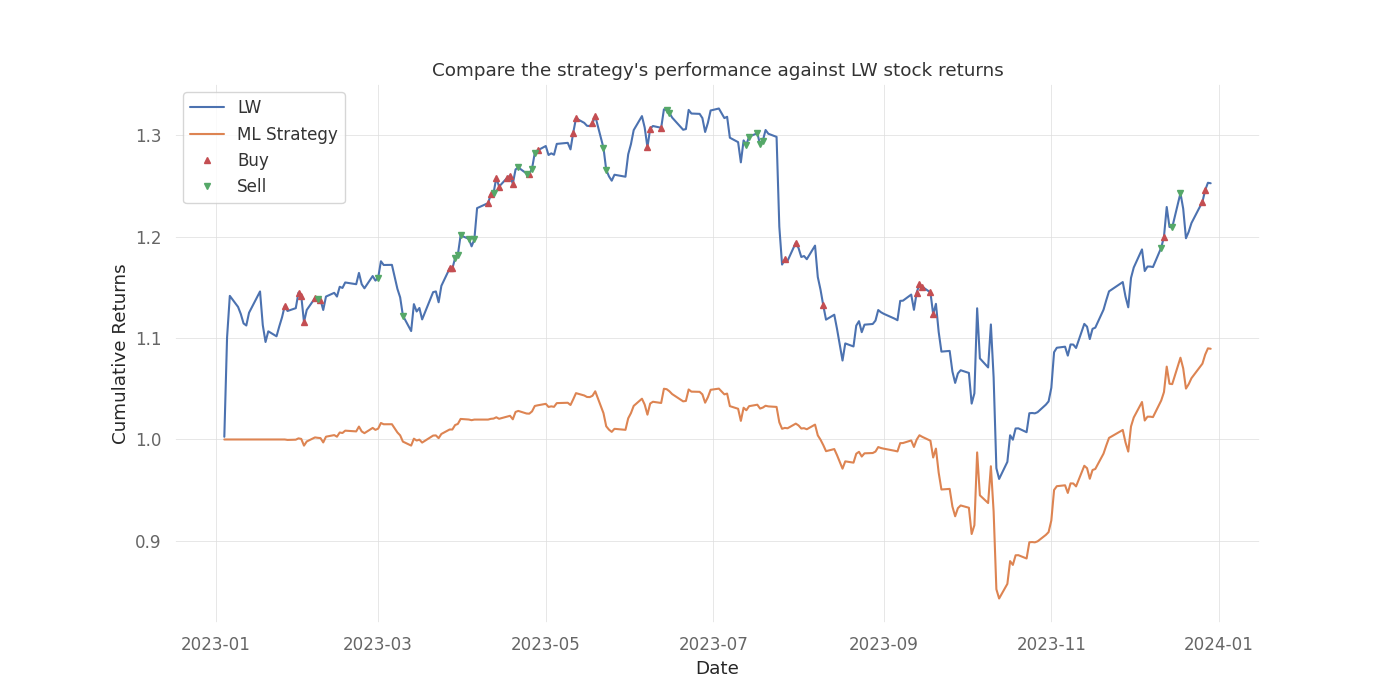 Compare the strategy's performance against LW stock returns
LW
ML Strategy
Buy
Sell
Cumulative Returns
1.3
1.2
1.1
1.0
0.9
2023-01
2023-03
2023-05
2023-07
2023-09
2023-11
2024-01
Date